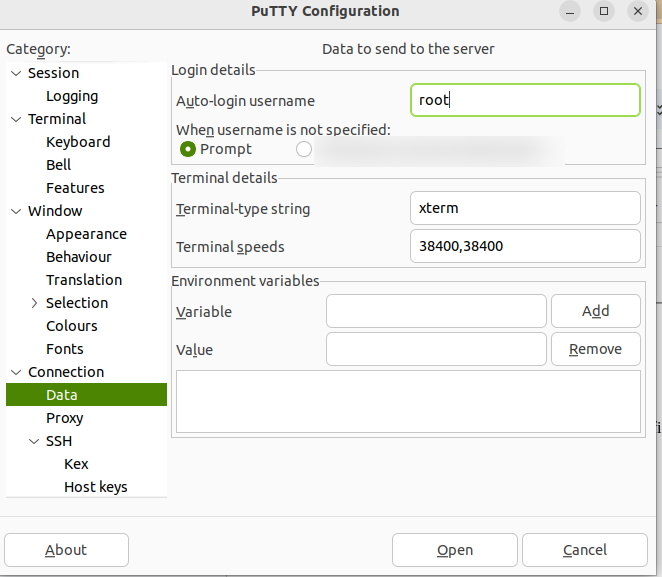 PuTTY Configuration
Category:
Session
Logging
Terminal
Keyboard
Bell
Features
Window
Appearance
Behaviour
Translation
Selection
Colours
Fonts
Connection
Data
Proxy
SSH
Kex
Host keys
Data to send to the server
Login details
Auto-login username root
When username is not specified:
Prompt
Terminal details
Terminal-type string xterm
Terminal speeds 38400,38400
Environment variables
Variable Add
Value Remove
About Open Cancel